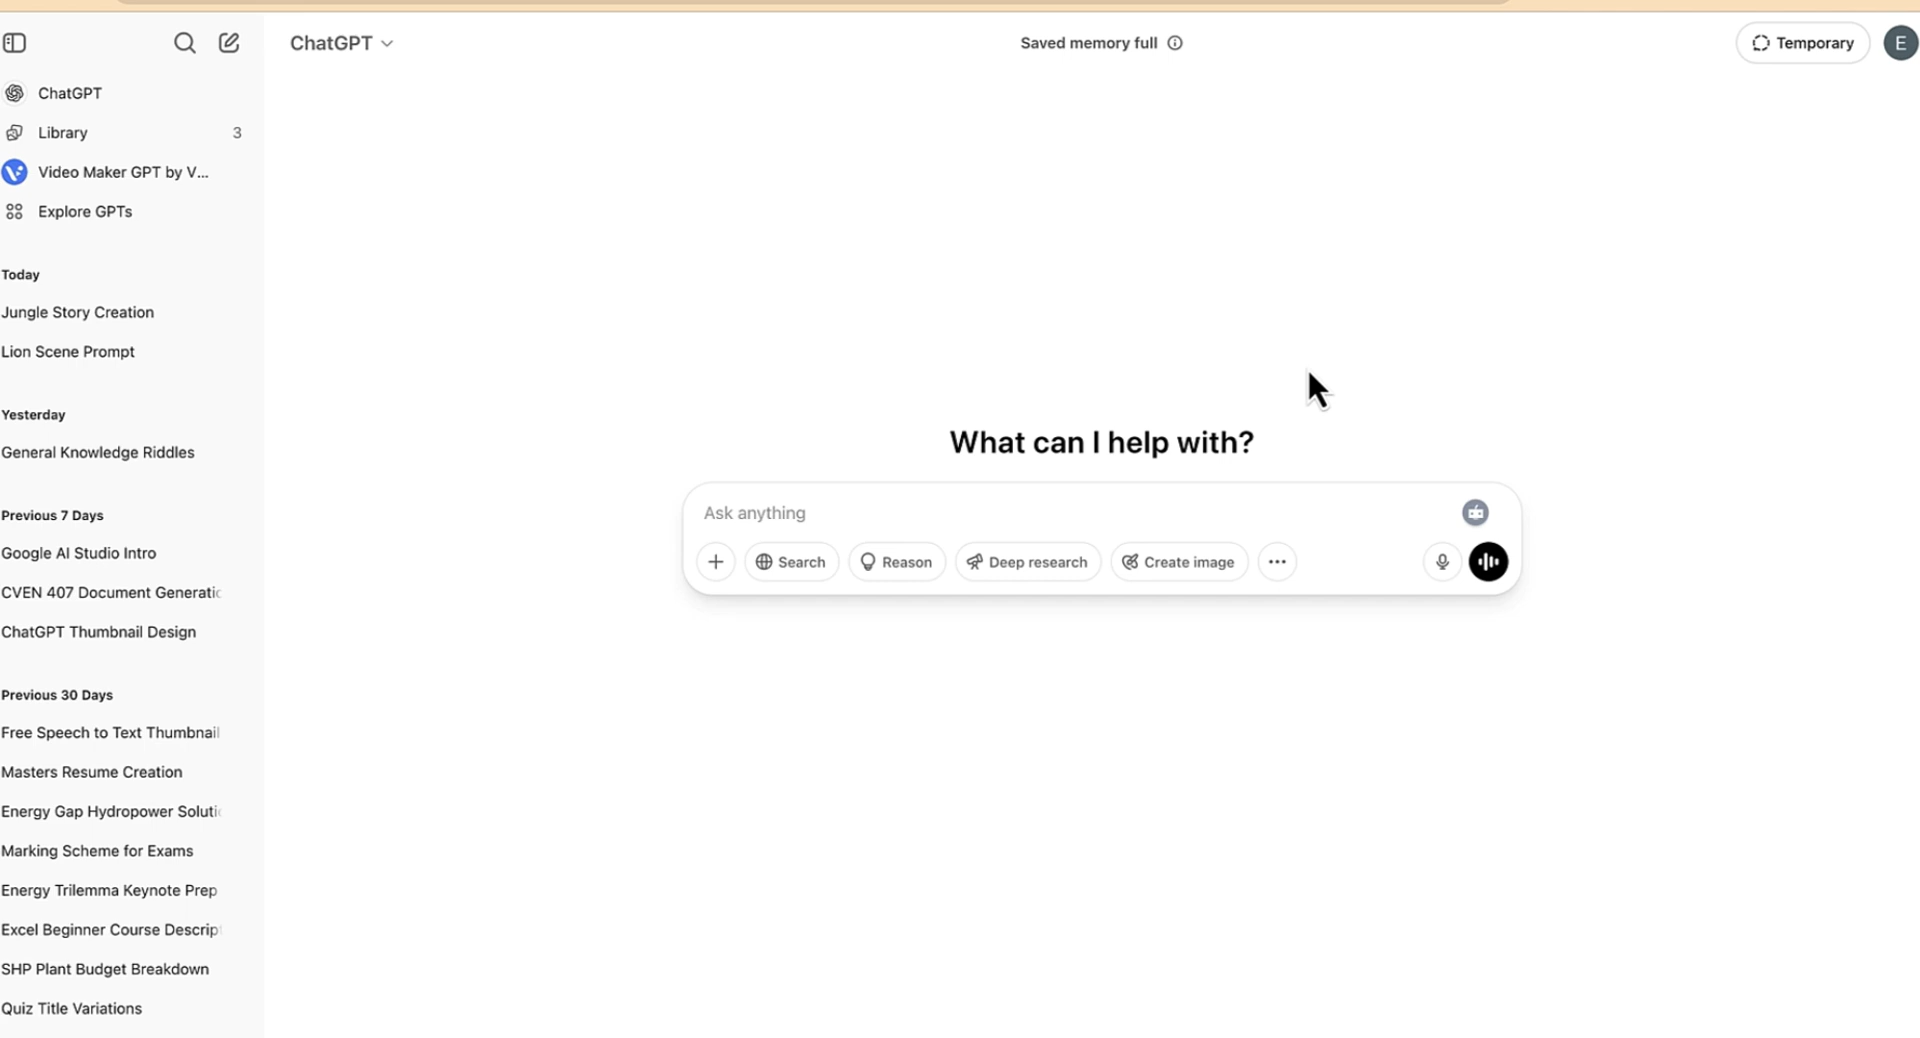 ChatGPT
Saved memory full
Temporary
E
ChatGPT
Library 3
Video Maker GPT by V...
Explore GPTs
Today
Jungle Story Creation
Lion Scene Prompt
Yesterday
General Knowledge Riddles
Previous 7 Days
Google AI Studio Intro
CVEN 407 Document Generatic
ChatGPT Thumbnail Design
Previous 30 Days
Free Speech to Text Thumbnail
Masters Resume Creation
Energy Gap Hydropower Solutic
Marking Scheme for Exams
Energy Trilemma Keynote Prep
Excel Beginner Course Descrip
SHP Plant Budget Breakdown
Quiz Title Variations
What can I help with?
Ask anything
Search
Reason
Deep research
Create image